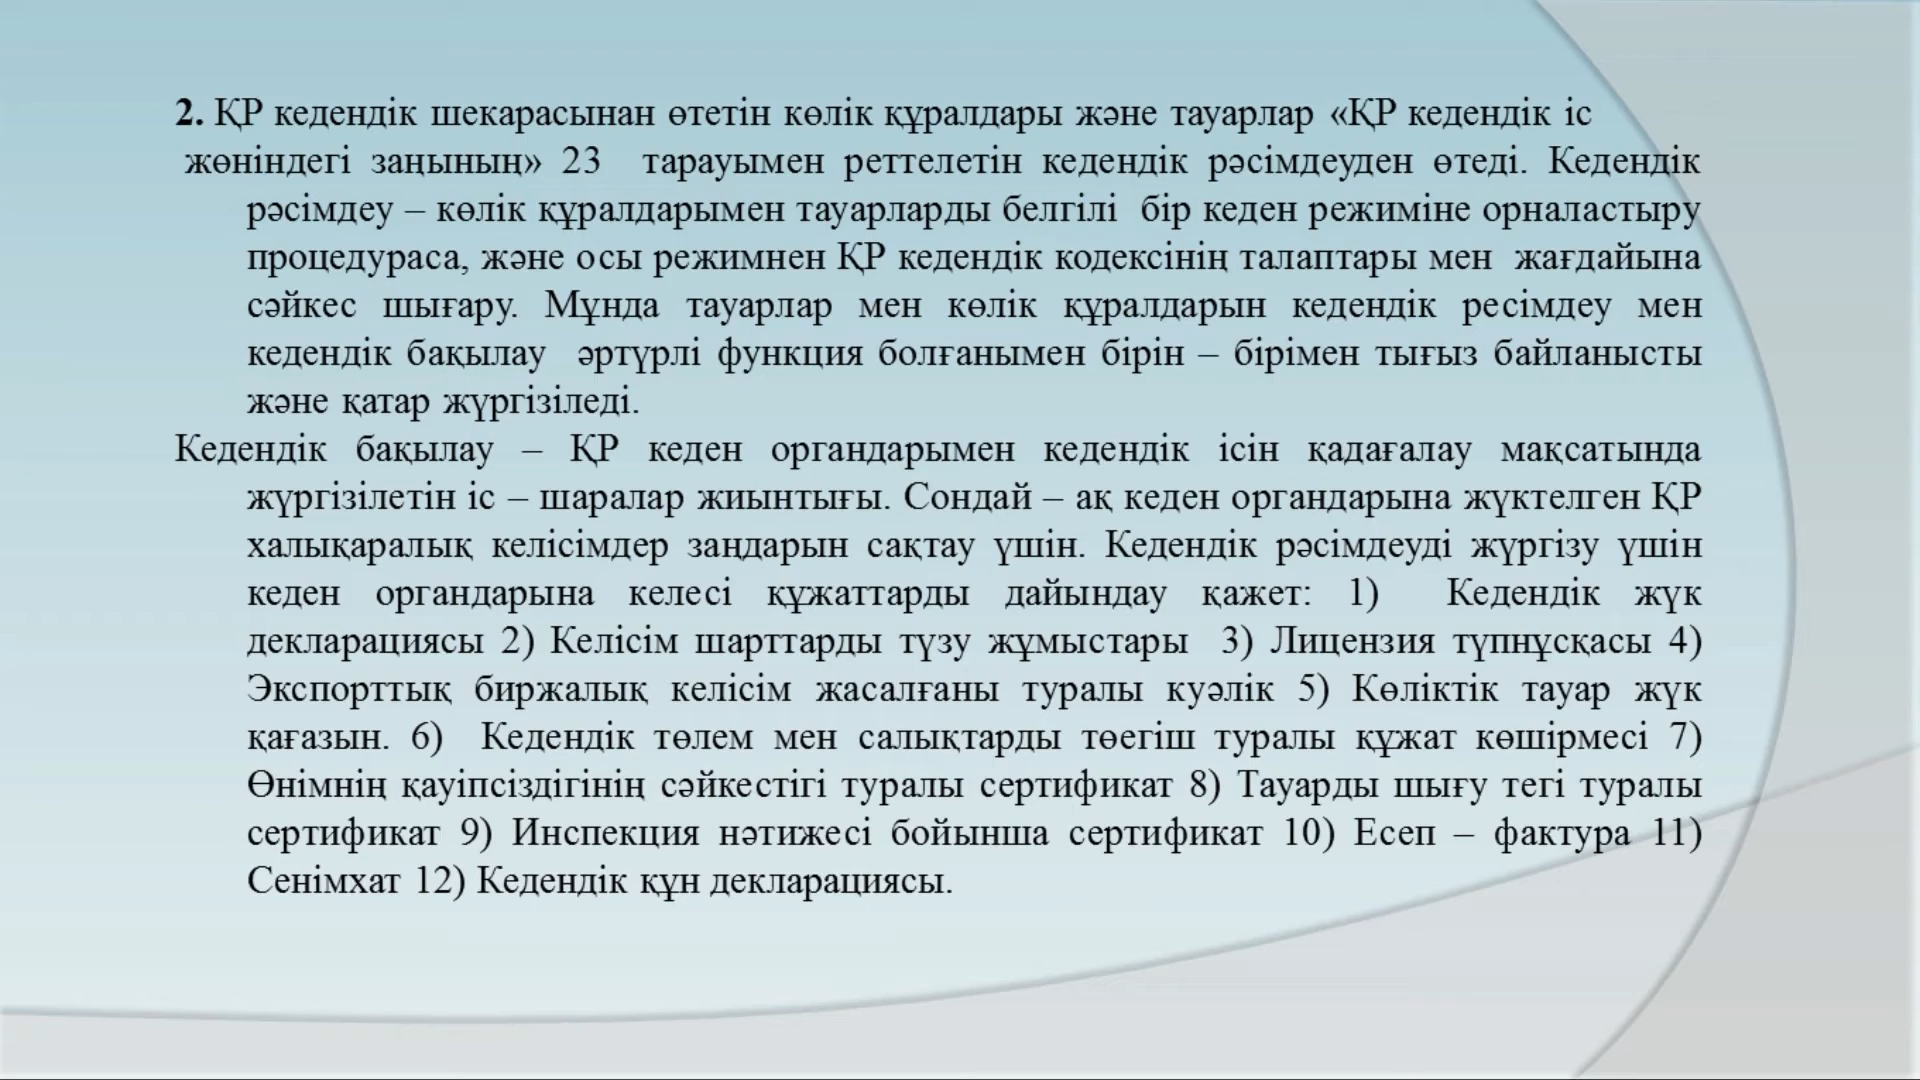 2. ҚР кедендік шекарасынан өтетін көлік құралдары және тауарлар «ҚР кедендік іс
жөніндегі заңының» 23 тарауымен реттелетін кедендік рәсімдеуден өтеді. Кедендік
рәсімдеу – көлік құралдарымен тауарларды белгілі бір кеден режиміне орналастыру
процедураса, және осы режимнен ҚР кедендік кодексінің талаптары мен жағдайына
сәйкес шығару. Мұнда тауарлар мен көлік құралдарын кедендік ресімдеу мен
кедендік бақылау әртүрлі функция болғанымен бірін – бірімен тығыз байланысты
және қатар жүргізіледі.
Кедендік бақылау – ҚР кеден органдарымен кедендік ісін қадағалау мақсатында
жүргізілетін іс – шаралар жиынтығы. Сондай – ақ кеден органдарына жүктелген ҚР
халықаралық келісімдер заңдарын сақтау үшін. Кедендік рәсімдеуді жүргізу үшін
кеден органдарына келесі құжаттарды дайындау қажет: 1) Кедендік жүк
декларациясы 2) Келісім шарттарды түзу жұмыстары 3) Лицензия түпнұсқасы 4)
Экспорттық биржалық келісім жасалғаны туралы куәлік 5) Көліктік тауар жүк
қағазын. 6) Кедендік төлем мен салықтарды төегіш туралы құжат көшірмесі 7)
Өнімнің қауіпсіздігінің сәйкестігі туралы сертификат 8) Тауарды шығу тегі туралы
сертификат 9) Инспекция нәтижесі бойынша сертификат 10) Есеп – фактура 11)
Сенімхат 12) Кедендік құн декларациясы.